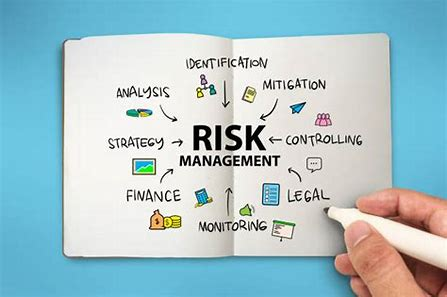 IDENTIFICATION
ANALYSIS
MITIGATION
STRATEGY
RISK
MANAGEMENT
CONTROLLING
FINANCE
LEGAL
MONITORING